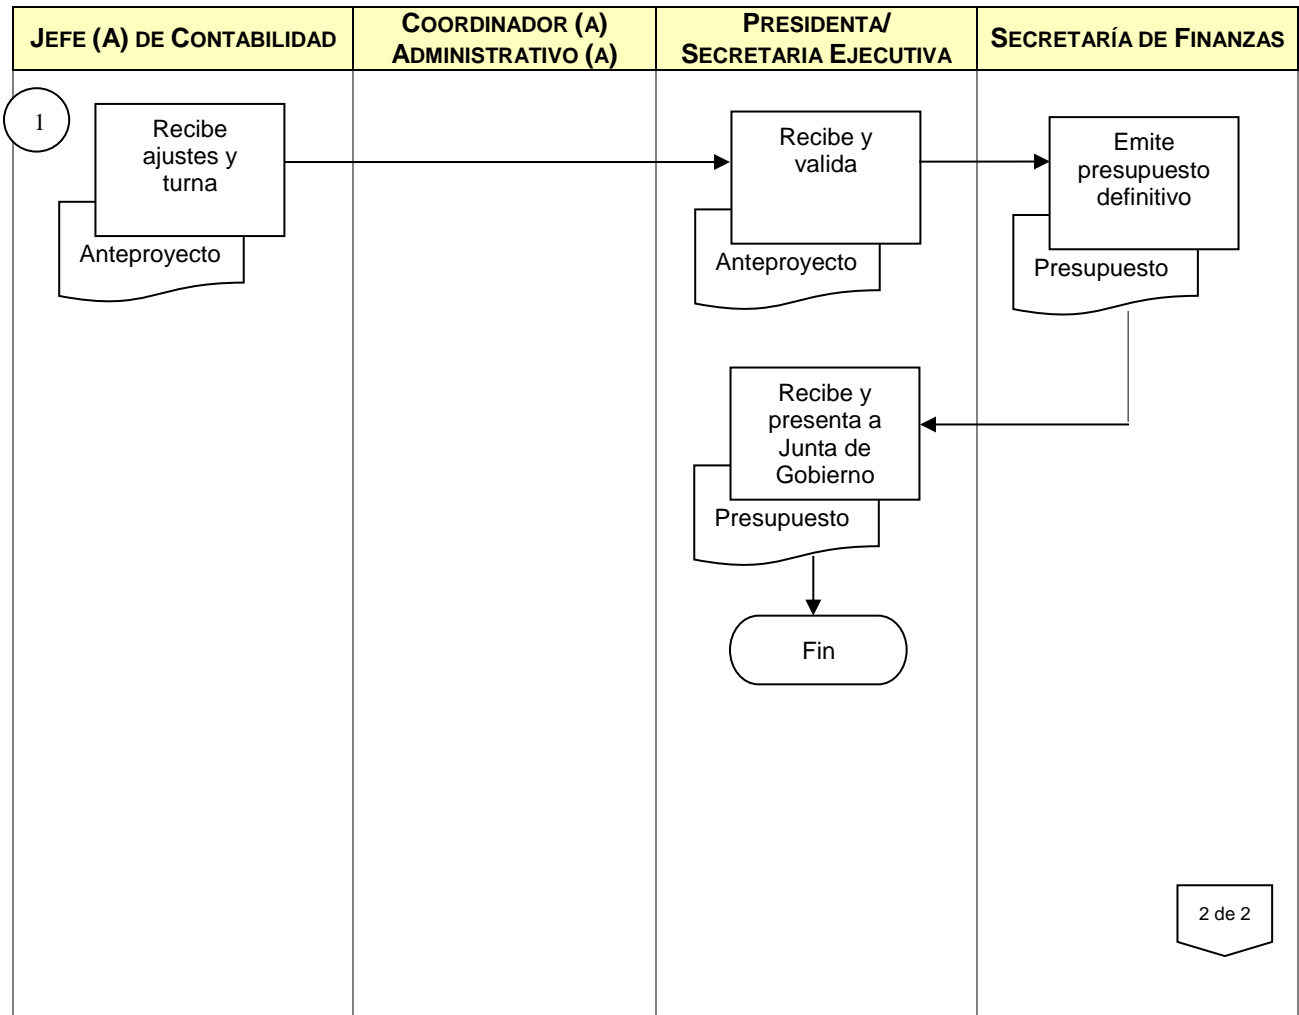 JEFE (A) DE CONTABILIDAD
COORDINADOR (A)
ADMINISTRATIVO (A)
PRESIDENTA/
SECRETARIA EJECUTIVA
SECRETARÍA DE FINANZAS
1
Recibe
ajustes y
turna
Anteproyecto
Recibe y
valida
Anteproyecto
Emite
presupuesto
definitivo
Presupuesto
Recibe y
presenta a
Junta de
Gobierno
Presupuesto
Fin
2 de 2